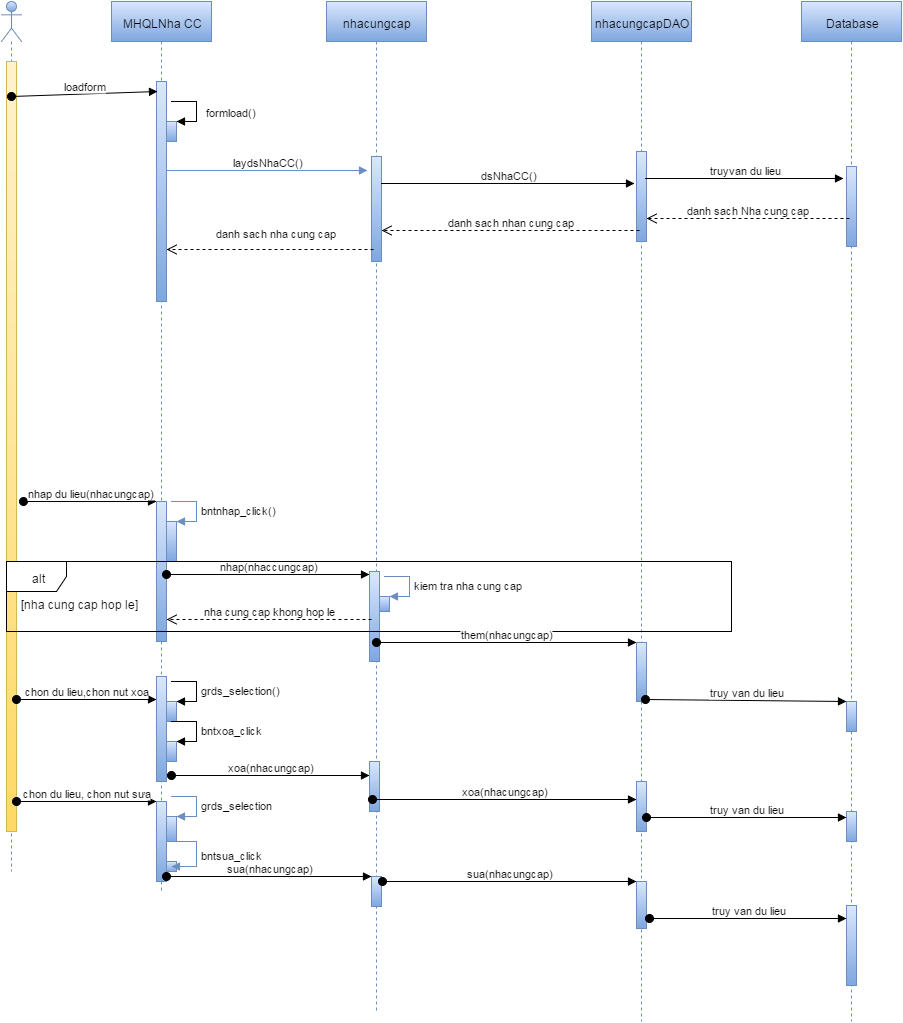 MHQLNha CC
nhacungcap
nhacungcapDAO
Database
loadform
formload()
laydsNhaCC()
dsNhaCC()
truyvan du lieu
danh sach Nha cung cap
danh sach nhan cung cap
danh sach nha cung cap
nhap du lieu(nhacungcap)
bntnhap_click()
alt
nhap(nhaccungcap)
kiem tra nha cung cap
[nha cung cap hop le]
nha cung cap khong hop le
them(nhacungcap)
chon du lieu,chon nut xoa
grds_selection()
truy van du lieu
bntxoa_click
xoa(nhacungcap)
chon du lieu, chon nut sưa
xoa(nhacungcap)
grds_selection
truy van du lieu
bntsua_click
sua(nhacungcap)
sua(nhacungcap)
truy van du lieu